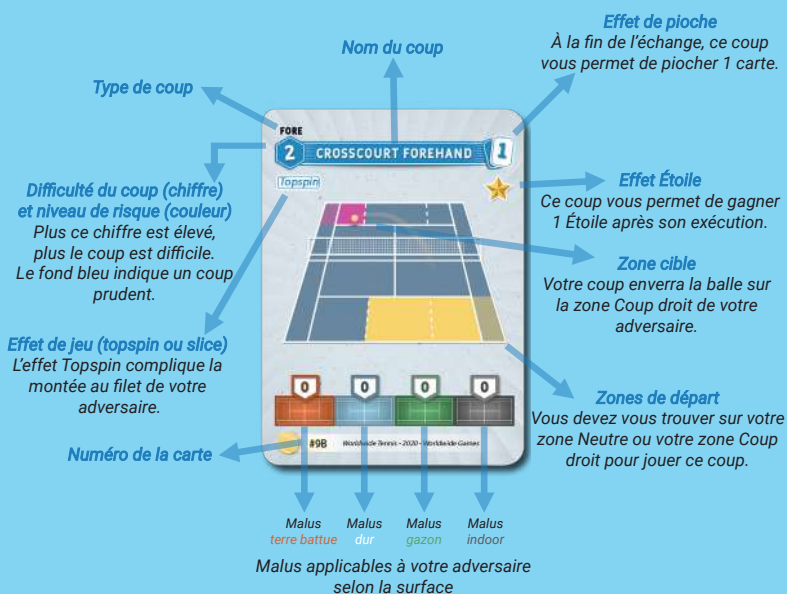 Effet de pioche
À la fin de l'échange, ce coup
vous permet de piocher 1 carte.
Nom du coup
Type de coup
FORE
2
CROSSCOURT FOREHAND
1
Topspin
Difficulté du coup (chiffre)
et niveau de risque (couleur)
Plus ce chiffre est élevé,
plus le coup est difficile.
Le fond bleu indique un coup
prudent.
Effet Étoile
Ce coup vous permet de gagner
1 Étoile après son exécution.
Zone cible
Votre coup enverra la balle sur
la zone Coup droit de votre
adversaire.
Effet de jeu (topspin ou slice)
L'effet Topspin complique la
montée au filet de votre
adversaire.
Zones de départ
Vous devez vous trouver sur votre
zone Neutre ou votre zone Coup
droit pour jouer ce coup.
0 0 0 0
Numéro de la carte
#9B
Worldwide Tennis - 2020 - Worldwide Games
Malus Malus Malus Malus
terre battue dur gazon indoor
Malus applicables à votre adversaire
selon la surface